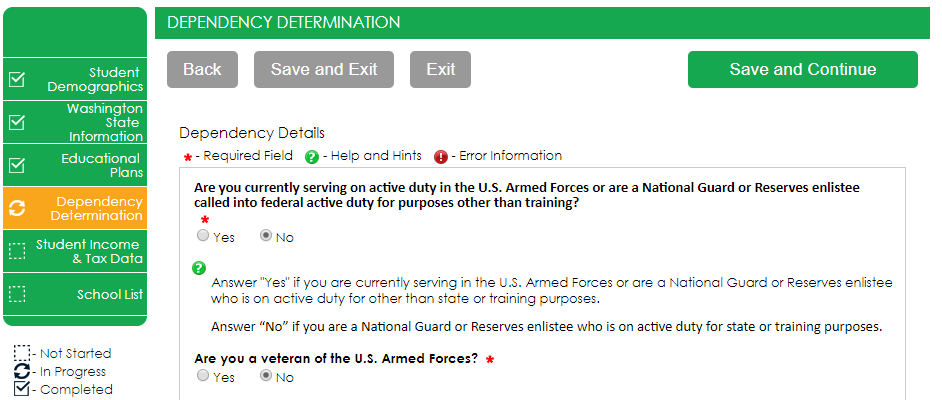 DEPENDENCY DETERMINATION
Back
Save and Exit
Exit
Save and Continue
Student
Demographics
Washington
State
Information
Educational
Plans
Dependency
Determination
Student Income
& Tax Data
School List
- Not Started
- In Progress
- Completed
Dependency Details
* - Required Field ? - Help and Hints ! - Error Information
Are you currently serving on active duty in the U.S. Armed Forces or are a National Guard or Reserves enlistee
called into federal active duty for purposes other than training?
*
Yes No
?
Answer "Yes" if you are currently serving in the U.S. Armed Forces or are a National Guard or Reserves enlistee
who is on active duty for other than state or training purposes.
Answer “No” if you are a National Guard or Reserves enlistee who is on active duty for state or training purposes.
Are you a veteran of the U.S. Armed Forces? *
Yes No